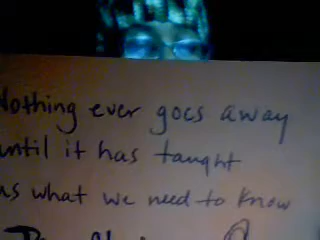 Nothing ever goes away
until it has taught
us what we need to know